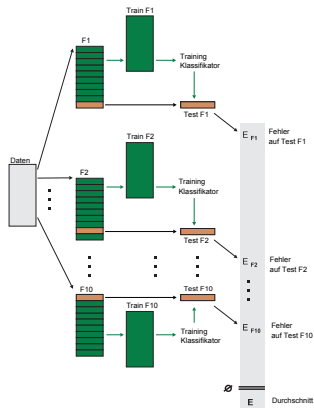 Train F1
F1
Training
Klassifikator
Test F1
E F1
Fehler
auf Test F1
Daten
Train F2
F2
Training
Klassifikator
Test F2
E F2
Fehler
auf Test F2
F10
Test F10
Train F10
Training
Klassifikator
E F10
Fehler
auf Test F10
Ø
E
Durchschnitt